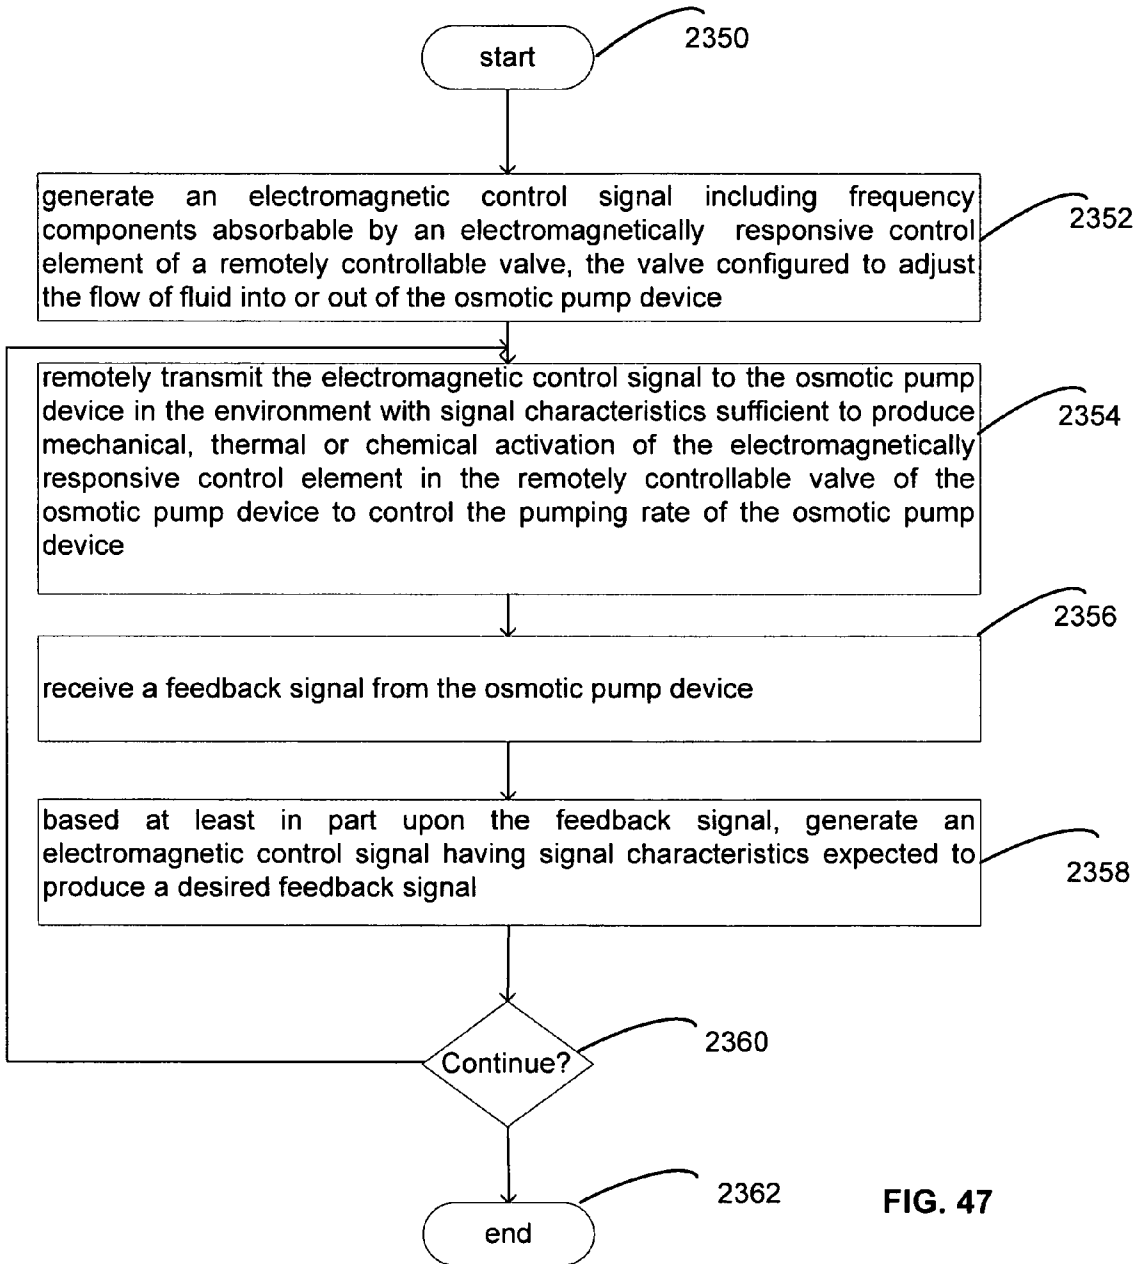 start
2350
generate an electromagnetic control signal including frequency
components absorbable by an electromagnetically responsive control
element of a remotely controllable valve, the valve configured to adjust
the flow of fluid into or out of the osmotic pump device
2352
remotely transmit the electromagnetic control signal to the osmotic pump
device in the environment with signal characteristics sufficient to produce
mechanical, thermal or chemical activation of the electromagnetically
responsive control element in the remotely controllable valve of the
osmotic pump device to control the pumping rate of the osmotic pump
device
2354
receive a feedback signal from the osmotic pump device
2356
based at least in part upon the feedback signal, generate an
electromagnetic control signal having signal characteristics expected to
produce a desired feedback signal
2358
Continue?
2360
end
2362
FIG. 47